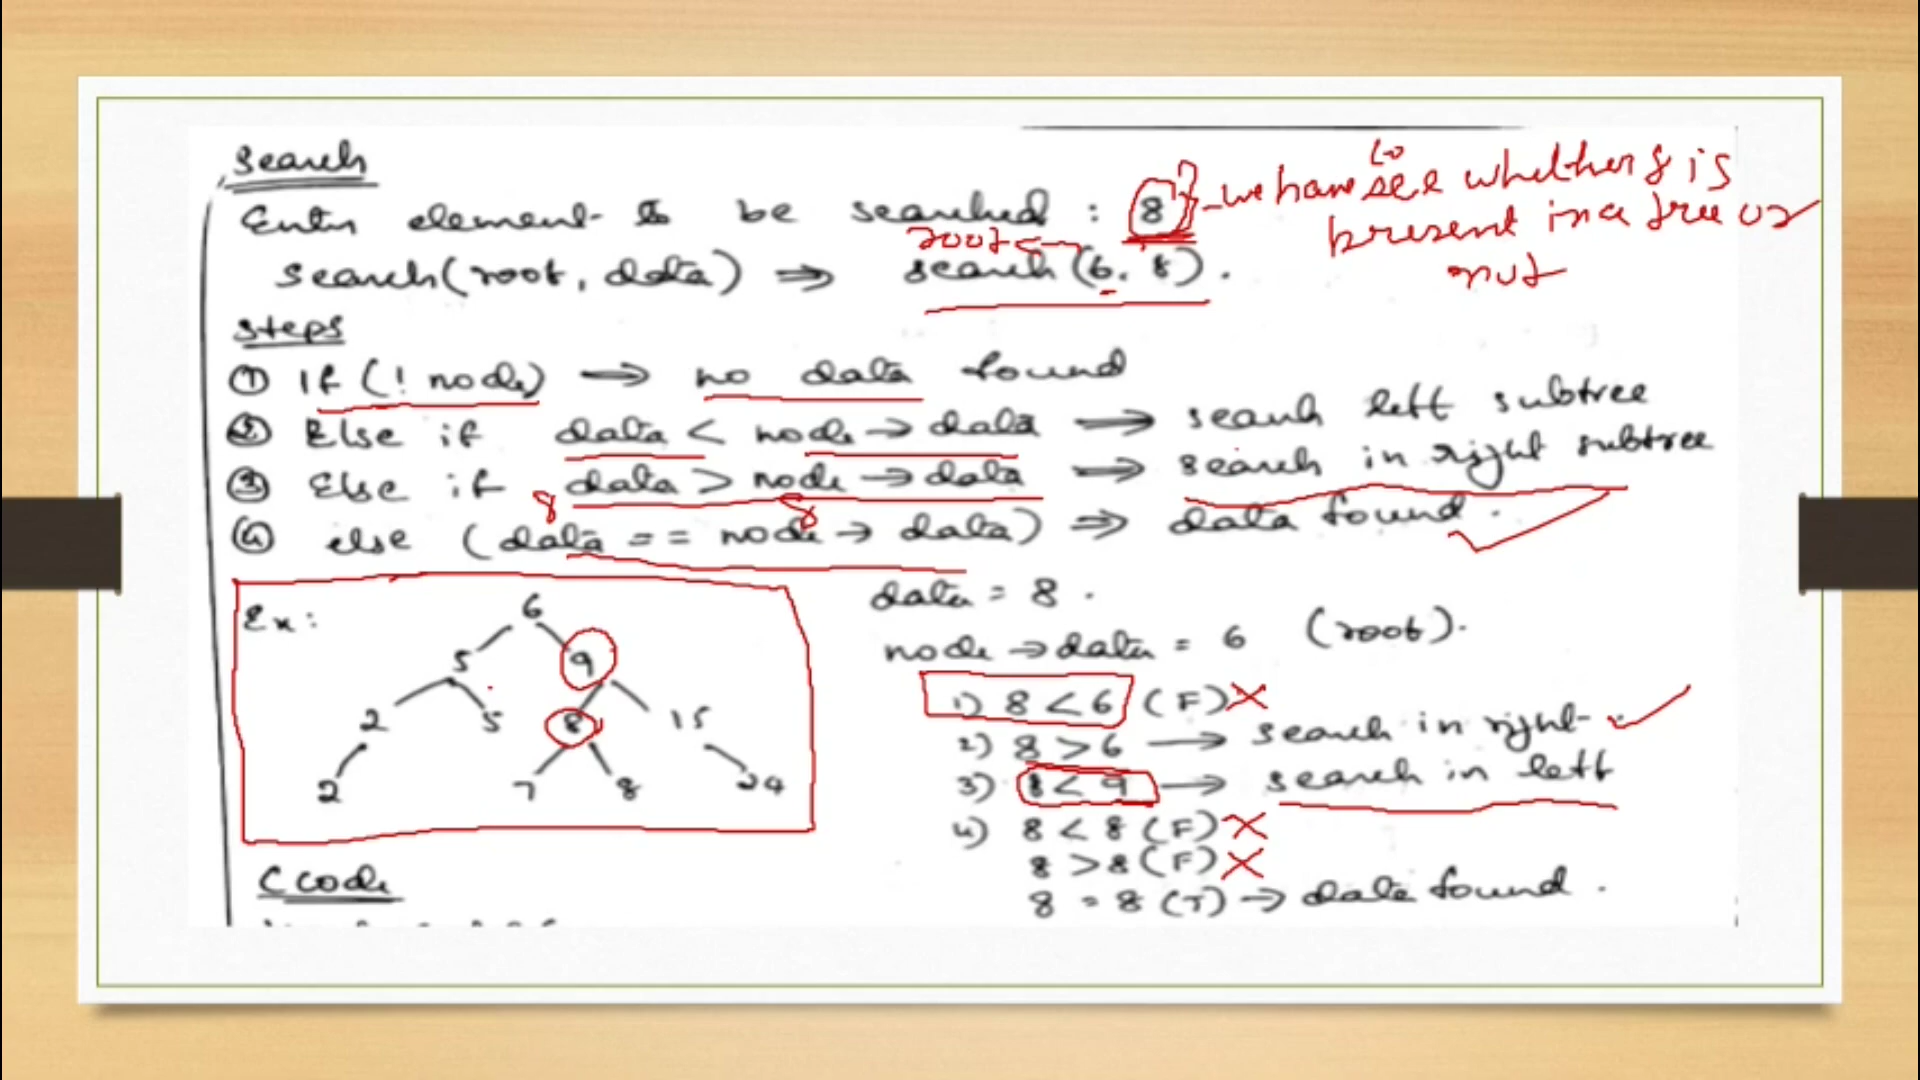 Search
to
Enter element to be searched : 8 } - we have see whether 8 is
present in a tree or
not
root <-
search(root, data) ⇒ search(6, 8).
Steps
① If (! node) → no data found
② Else if data < node → data → search left subtree
③ Else if data > node → data → search in right subtree
8 8
④ else (data == node → data) ⇒ data found.
Ex:
6
5 9
2 5 8 15
2 7 8 24
data = 8.
node → data = 6 (root).
1) 8 < 6 (F) X
2) 8 > 6 → search in right.
3) 8 < 9 → search in left
4) 8 < 8 (F) X
8 > 8 (F) X
8 = 8 (T) → data found.
C code